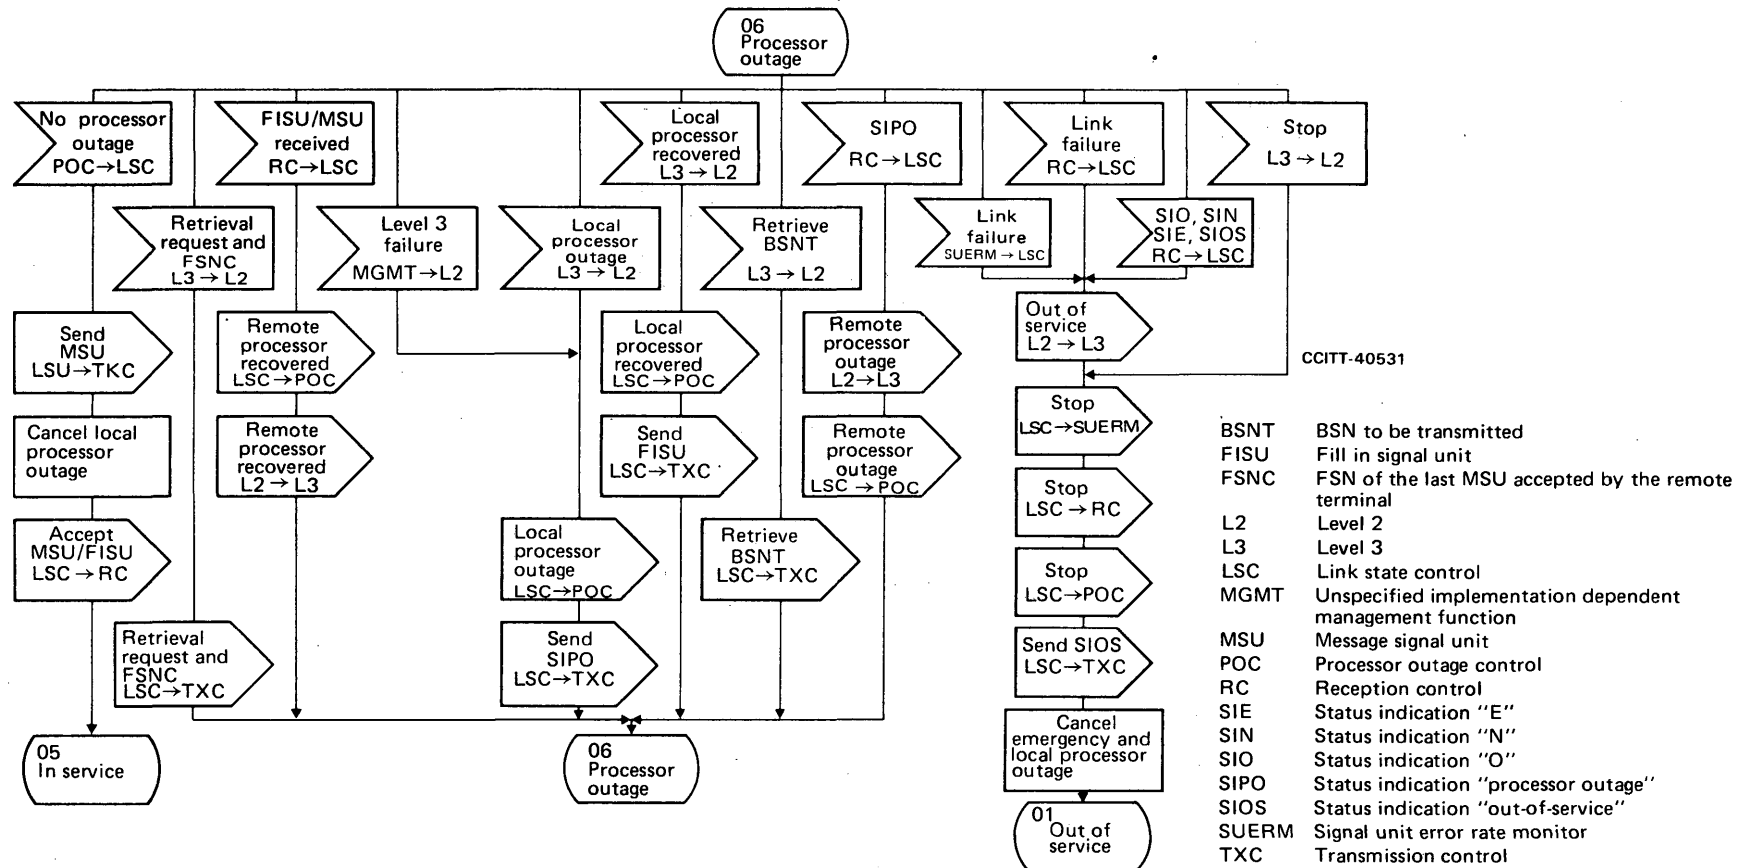 06
Processor
outage
No processor
outage
POC→LSC
FISU/MSU
received
RC→LSC
Local
processor
recovered
L3→L2
SIPO
RC→LSC
Link
failure
RC→LSC
Stop
L3→L2
Retrieval
request and
FSNC
L3→L2
Level 3
failure
MGMT→L2
Local
processor
outage
L3→L2
Retrieve
BSNT
L3→L2
Link
failure
SUERM→LSC
SIO, SIN
SIE, SIOS
RC→LSC
Send
MSU
LSU→TKC
Remote
processor
recovered
LSC→POC
Local
processor
recovered
LSC→POC
Remote
processor
outage
L2→L3
Out of
service
L2→L3
CCITT-40531
Cancel local
processor
outage
Remote
processor
recovered
L2→L3
Send
FISU
LSC→TXC
Remote
processor
outage
LSC→POC
Stop
LSC→SUERM
Stop
LSC→RC
Accept
MSU/FISU
LSC→RC
Local
processor
outage
LSC→POC
Retrieve
BSNT
LSC→TXC
Stop
LSC→POC
Retrieval
request and
FSNC
LSC→TXC
Send
SIPO
LSC→TXC
Send SIOS
LSC→TXC
Cancel
emergency and
local processor
outage
05
In service
06
Processor
outage
01
Out of
service
BSNT BSN to be transmitted
FISU Fill in signal unit
FSNC FSN of the last MSU accepted by the remote
terminal
L2 Level 2
L3 Level 3
LSC Link state control
MGMT Unspecified implementation dependent
management function
MSU Message signal unit
POC Processor outage control
RC Reception control
SIE Status indication "E"
SIN Status indication "N"
SIO Status indication "O"
SIPO Status indication "processor outage"
SIOS Status indication "out-of-service"
SUERM Signal unit error rate monitor
TXC Transmission control